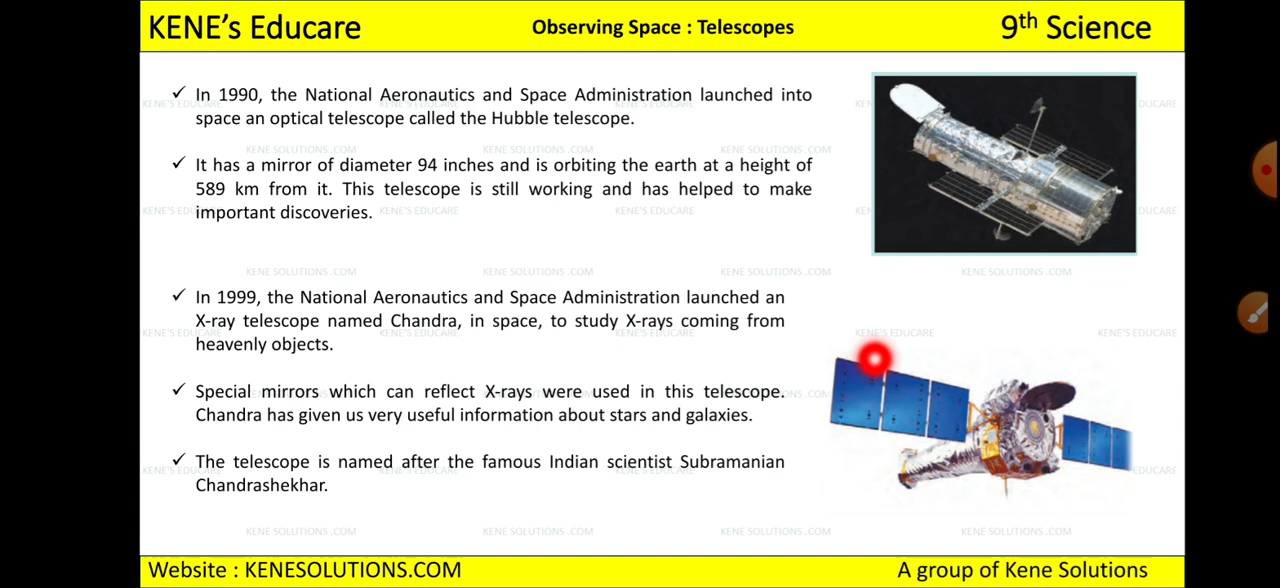 KENE's Educare
Observing Space : Telescopes
9th Science
✓ In 1990, the National Aeronautics and Space Administration launched into
space an optical telescope called the Hubble telescope.
✓ It has a mirror of diameter 94 inches and is orbiting the earth at a height of
589 km from it. This telescope is still working and has helped to make
important discoveries.
✓ In 1999, the National Aeronautics and Space Administration launched an
X-ray telescope named Chandra, in space, to study X-rays coming from
heavenly objects.
✓ Special mirrors which can reflect X-rays were used in this telescope.
Chandra has given us very useful information about stars and galaxies.
✓ The telescope is named after the famous Indian scientist Subramanian
Chandrashekhar.
KENE'S EDUCARE
KENE SOLUTIONS .COM
Website : KENESOLUTIONS.COM
A group of Kene Solutions